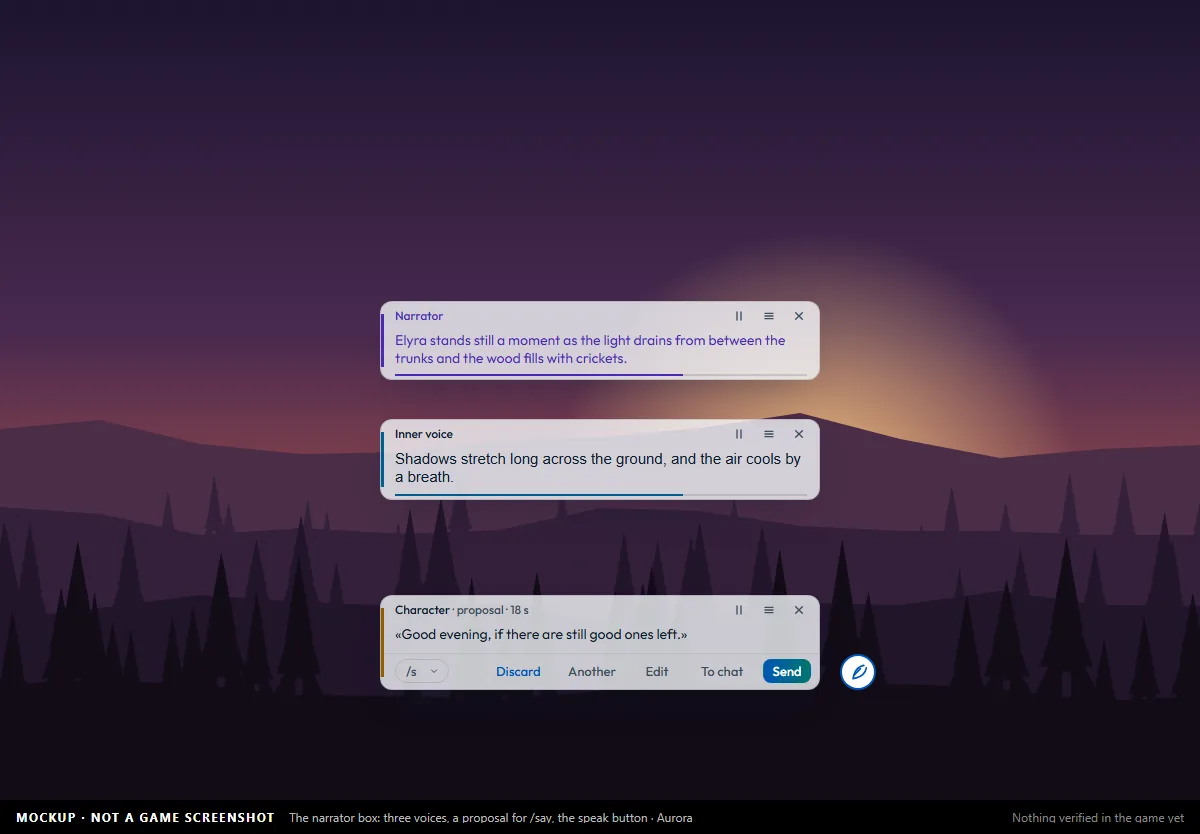 Narrator
Elyra stands still a moment as the light drains from between the
trunks and the wood fills with crickets.
Inner voice
Shadows stretch long across the ground, and the air cools by
a breath.
Character · proposal · 18 s
«Good evening, if there are still good ones left.»
/s Discard Another Edit To chat Send
MOCKUP · NOT A GAME SCREENSHOT The narrator box: three voices, a proposal for /say, the speak button · Aurora Nothing verified in the game yet